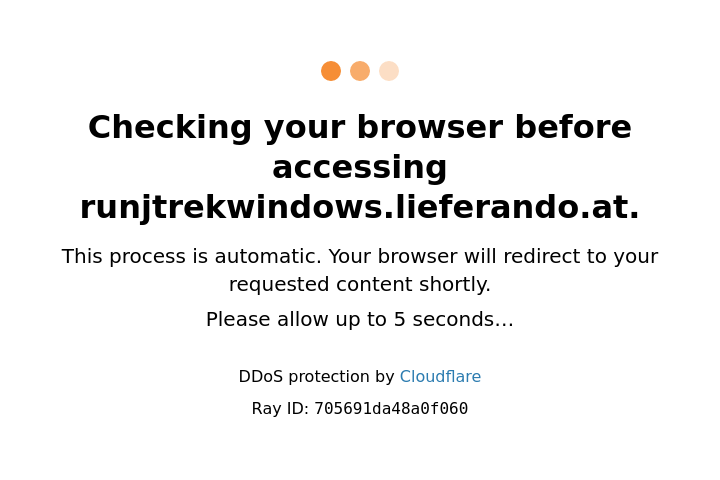 Checking your browser before
accessing
runjtrekwindows.lieferando.at.
This process is automatic. Your browser will redirect to your
requested content shortly.
Please allow up to 5 seconds…
DDoS protection by Cloudflare
Ray ID: 705691da48a0f060